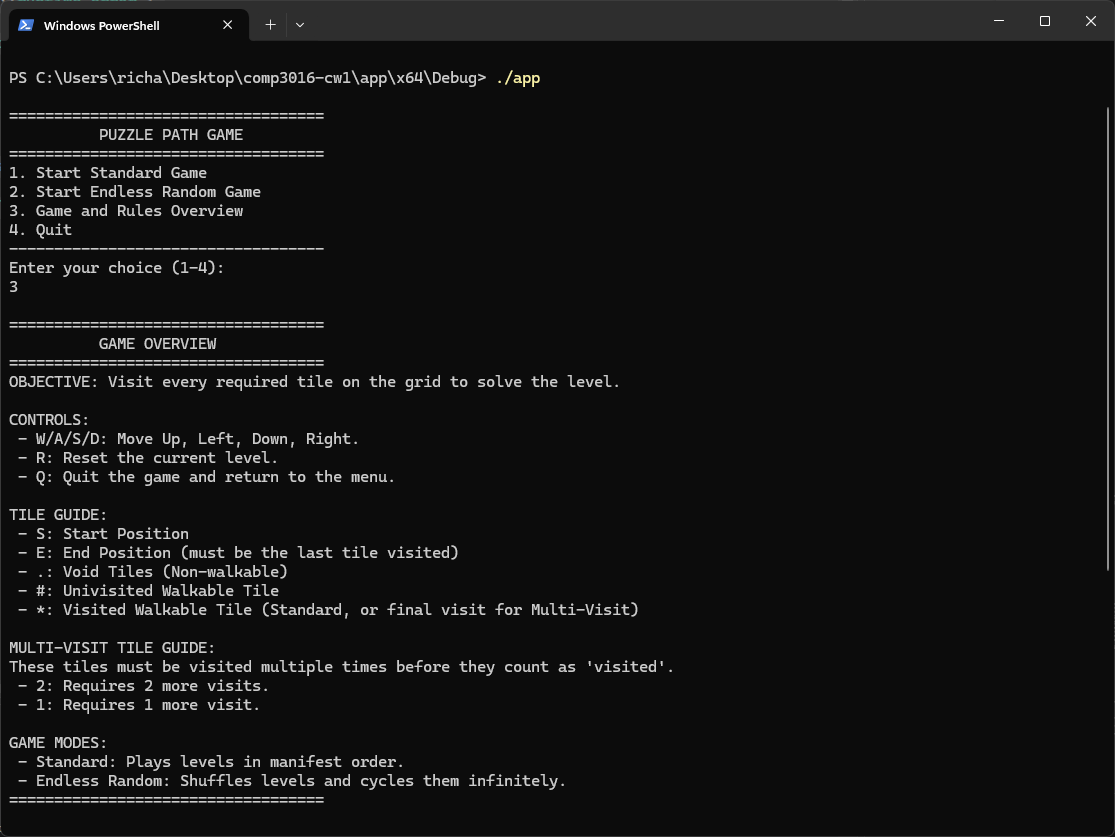 Windows PowerShell
PS C:\Users\richa\Desktop\comp3016-cw1\app\x64\Debug> ./app
===================================
PUZZLE PATH GAME
===================================
1. Start Standard Game
2. Start Endless Random Game
3. Game and Rules Overview
4. Quit
-----------------------------------
Enter your choice (1-4):
3
===================================
GAME OVERVIEW
===================================
OBJECTIVE: Visit every required tile on the grid to solve the level.
CONTROLS:
- W/A/S/D: Move Up, Left, Down, Right.
- R: Reset the current level.
- Q: Quit the game and return to the menu.
TILE GUIDE:
- S: Start Position
- E: End Position (must be the last tile visited)
- .: Void Tiles (Non-walkable)
- #: Univisited Walkable Tile
- *: Visited Walkable Tile (Standard, or final visit for Multi-Visit)
MULTI-VISIT TILE GUIDE:
These tiles must be visited multiple times before they count as 'visited'.
- 2: Requires 2 more visits.
- 1: Requires 1 more visit.
GAME MODES:
- Standard: Plays levels in manifest order.
- Endless Random: Shuffles levels and cycles them infinitely.
===================================